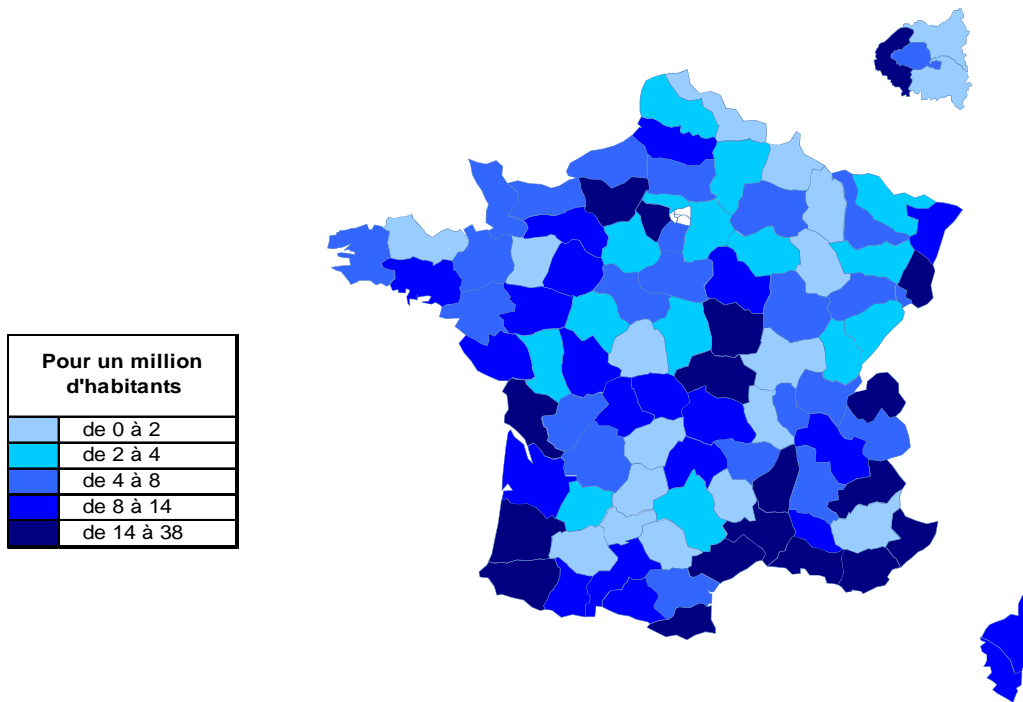 Pour un million
d'habitants
de 0 à 2
de 2 à 4
de 4 à 8
de 8 à 14
de 14 à 38